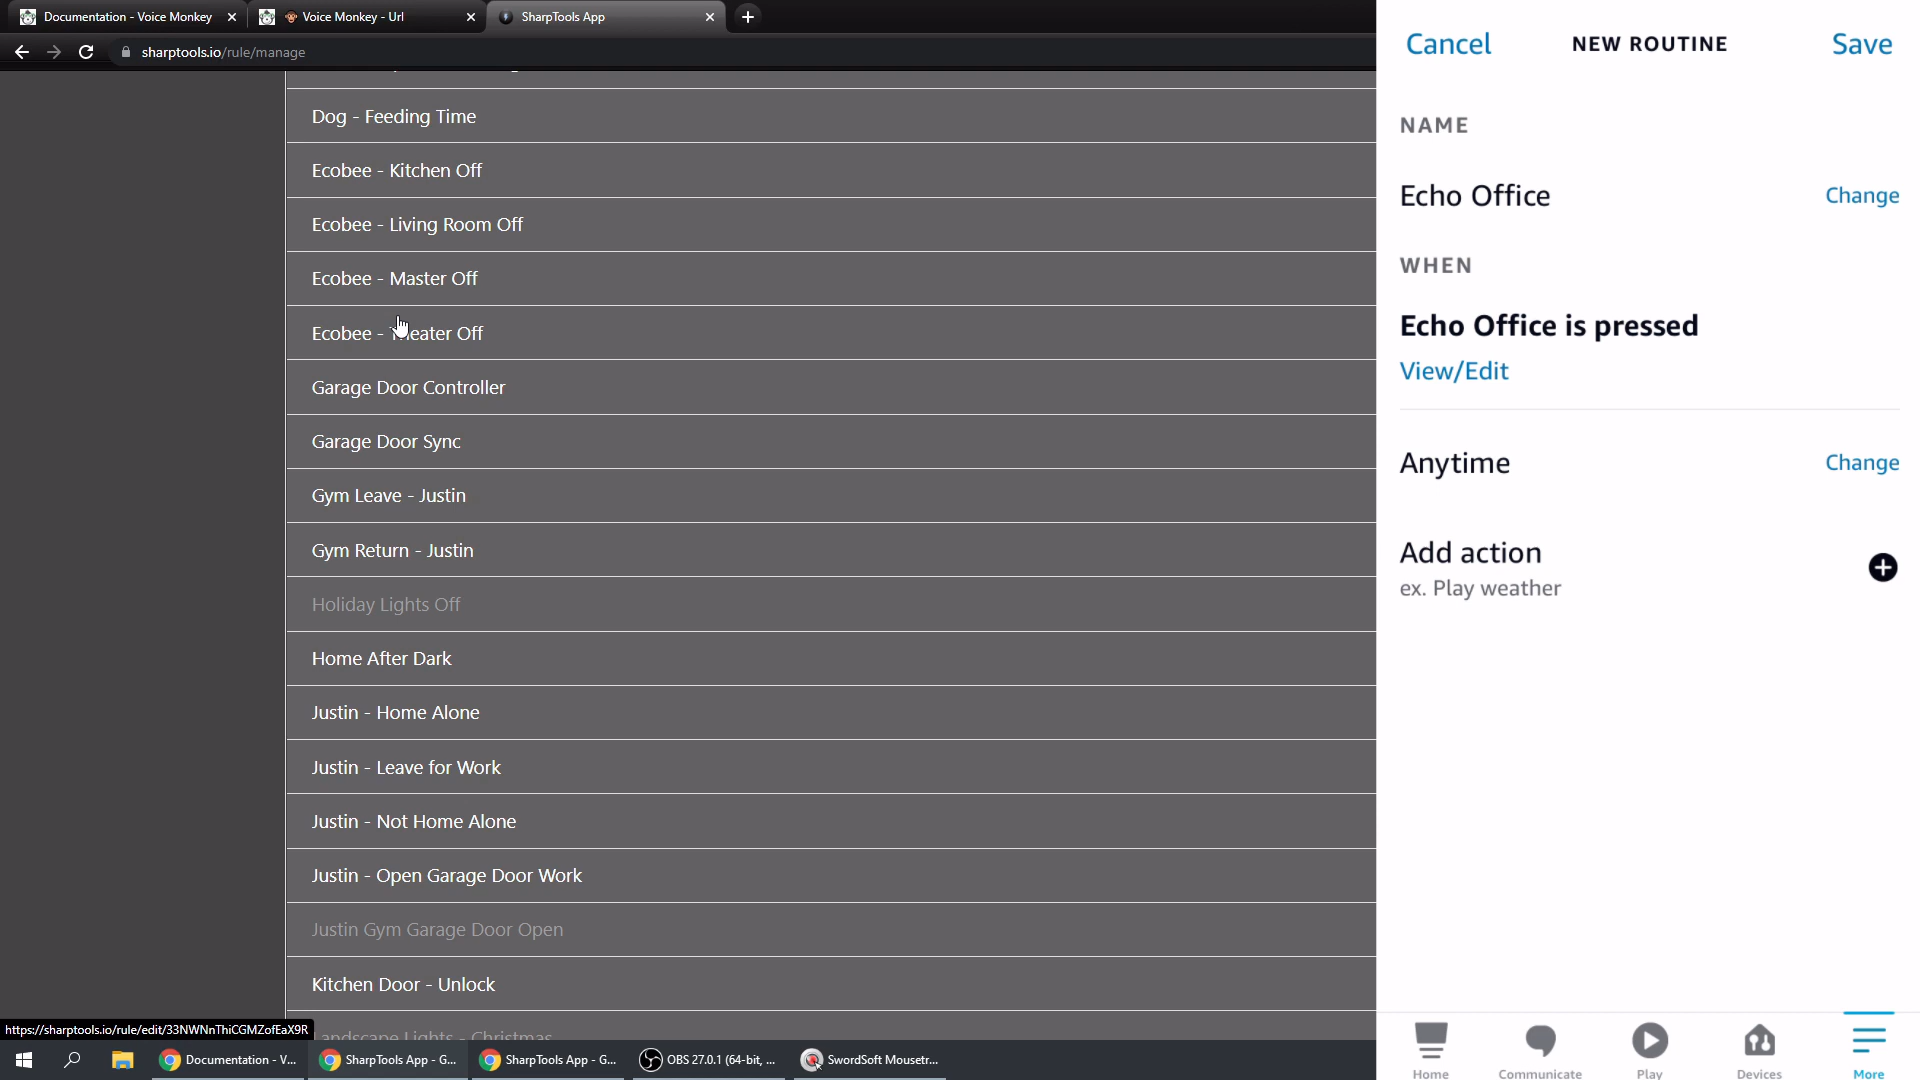 Documentation - Voice Monkey
Voice Monkey - Url
SharpTools App
sharptools.io/rule/manage
Dog - Feeding Time
Ecobee - Kitchen Off
Ecobee - Living Room Off
Ecobee - Master Off
Ecobee - Theater Off
Garage Door Controller
Garage Door Sync
Gym Leave - Justin
Gym Return - Justin
Holiday Lights Off
Home After Dark
Justin - Home Alone
Justin - Leave for Work
Justin - Not Home Alone
Justin - Open Garage Door Work
Justin Gym Garage Door Open
Kitchen Door - Unlock
Landscape Lights - Christmas
https://sharptools.io/rule/edit/33NWNnThiCGMZofEaX9R
Documentation - V...
SharpTools App - G...
SharpTools App - G...
OBS 27.0.1 (64-bit, ...
SwordSoft Mousetr...
Cancel
NEW ROUTINE
Save
NAME
Echo Office
Change
WHEN
Echo Office is pressed
View/Edit
Anytime
Change
Add action
ex. Play weather
Home
Communicate
Play
Devices
More